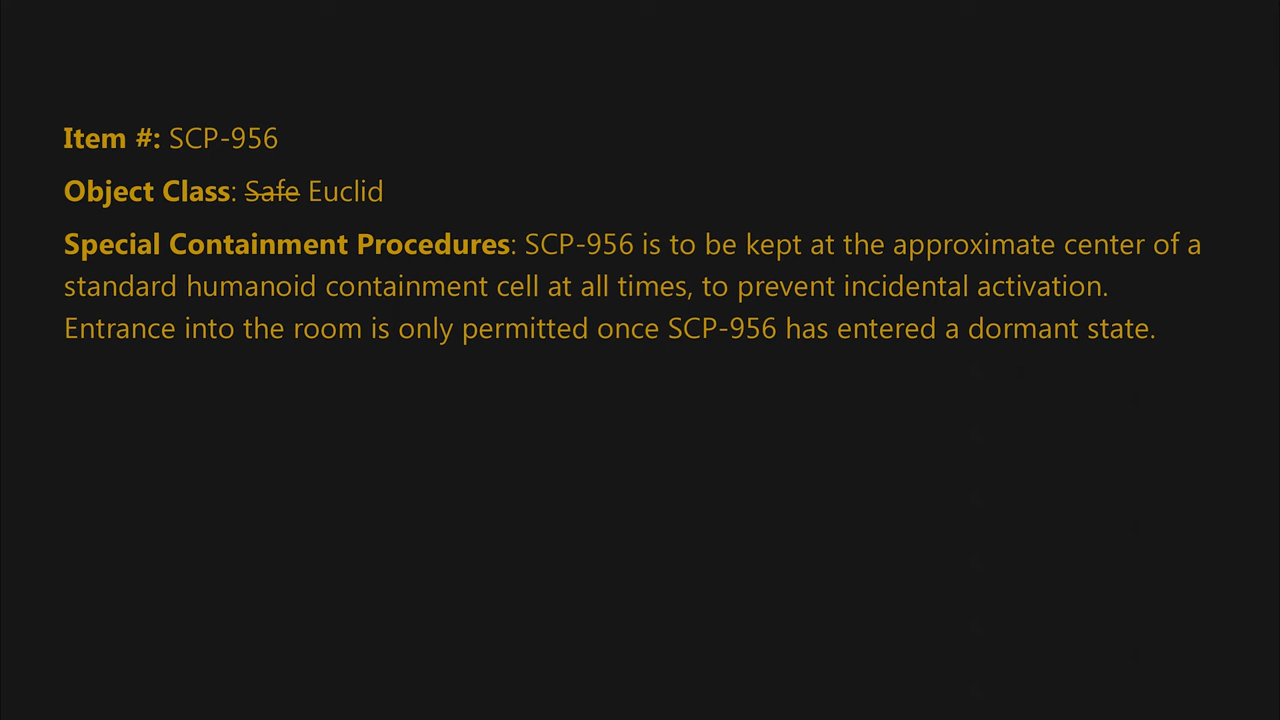 Item #: SCP-956
Object Class: Safe Euclid
Special Containment Procedures: SCP-956 is to be kept at the approximate center of a
standard humanoid containment cell at all times, to prevent incidental activation.
Entrance into the room is only permitted once SCP-956 has entered a dormant state.